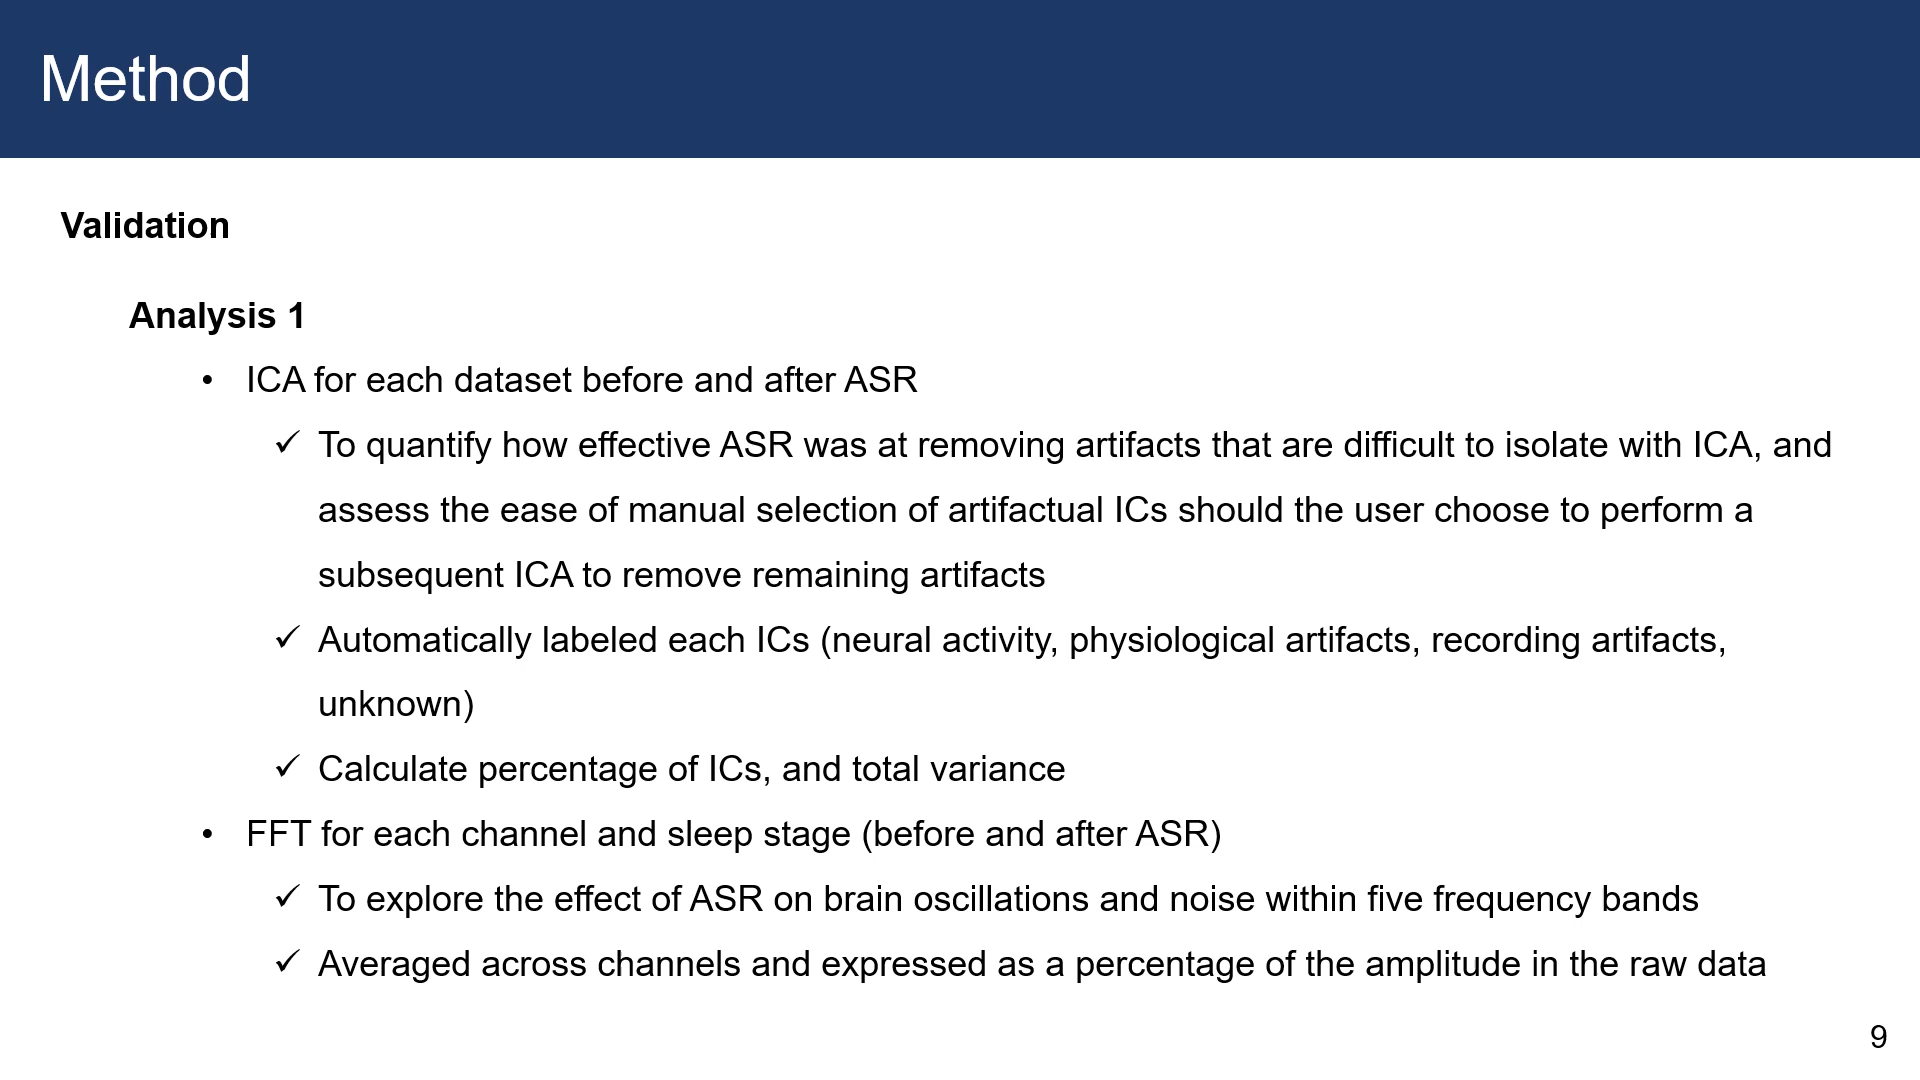 Method
Validation
Analysis 1
• ICA for each dataset before and after ASR
✓ To quantify how effective ASR was at removing artifacts that are difficult to isolate with ICA, and
assess the ease of manual selection of artifactual ICs should the user choose to perform a
subsequent ICA to remove remaining artifacts
✓ Automatically labeled each ICs (neural activity, physiological artifacts, recording artifacts,
unknown)
✓ Calculate percentage of ICs, and total variance
• FFT for each channel and sleep stage (before and after ASR)
✓ To explore the effect of ASR on brain oscillations and noise within five frequency bands
✓ Averaged across channels and expressed as a percentage of the amplitude in the raw data
9